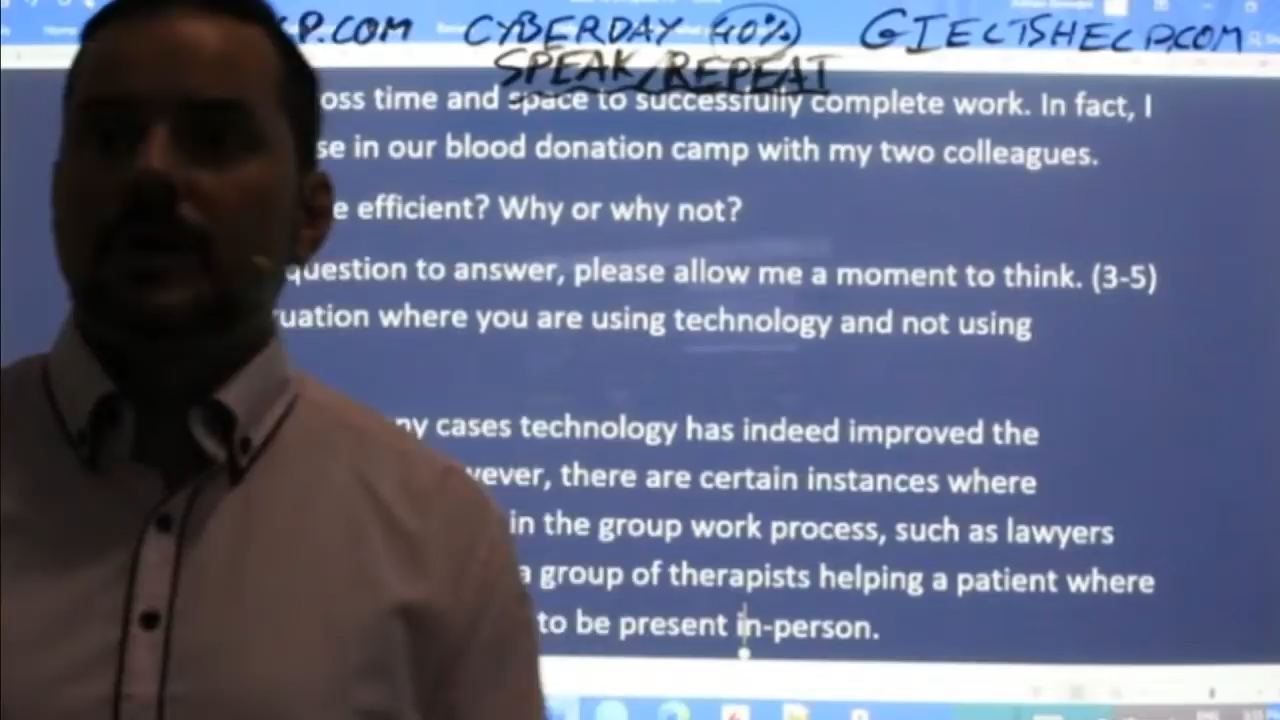 LP.COM CYBERDAY 40% GIELTSHELP.COM
SPEAK/REPEAT
oss time and space to successfully complete work. In fact, I
se in our blood donation camp with my two colleagues.
e efficient? Why or why not?
question to answer, please allow me a moment to think. (3-5)
tuation where you are using technology and not using
ny cases technology has indeed improved the
wever, there are certain instances where
in the group work process, such as lawyers
a group of therapists helping a patient where
to be present in-person.